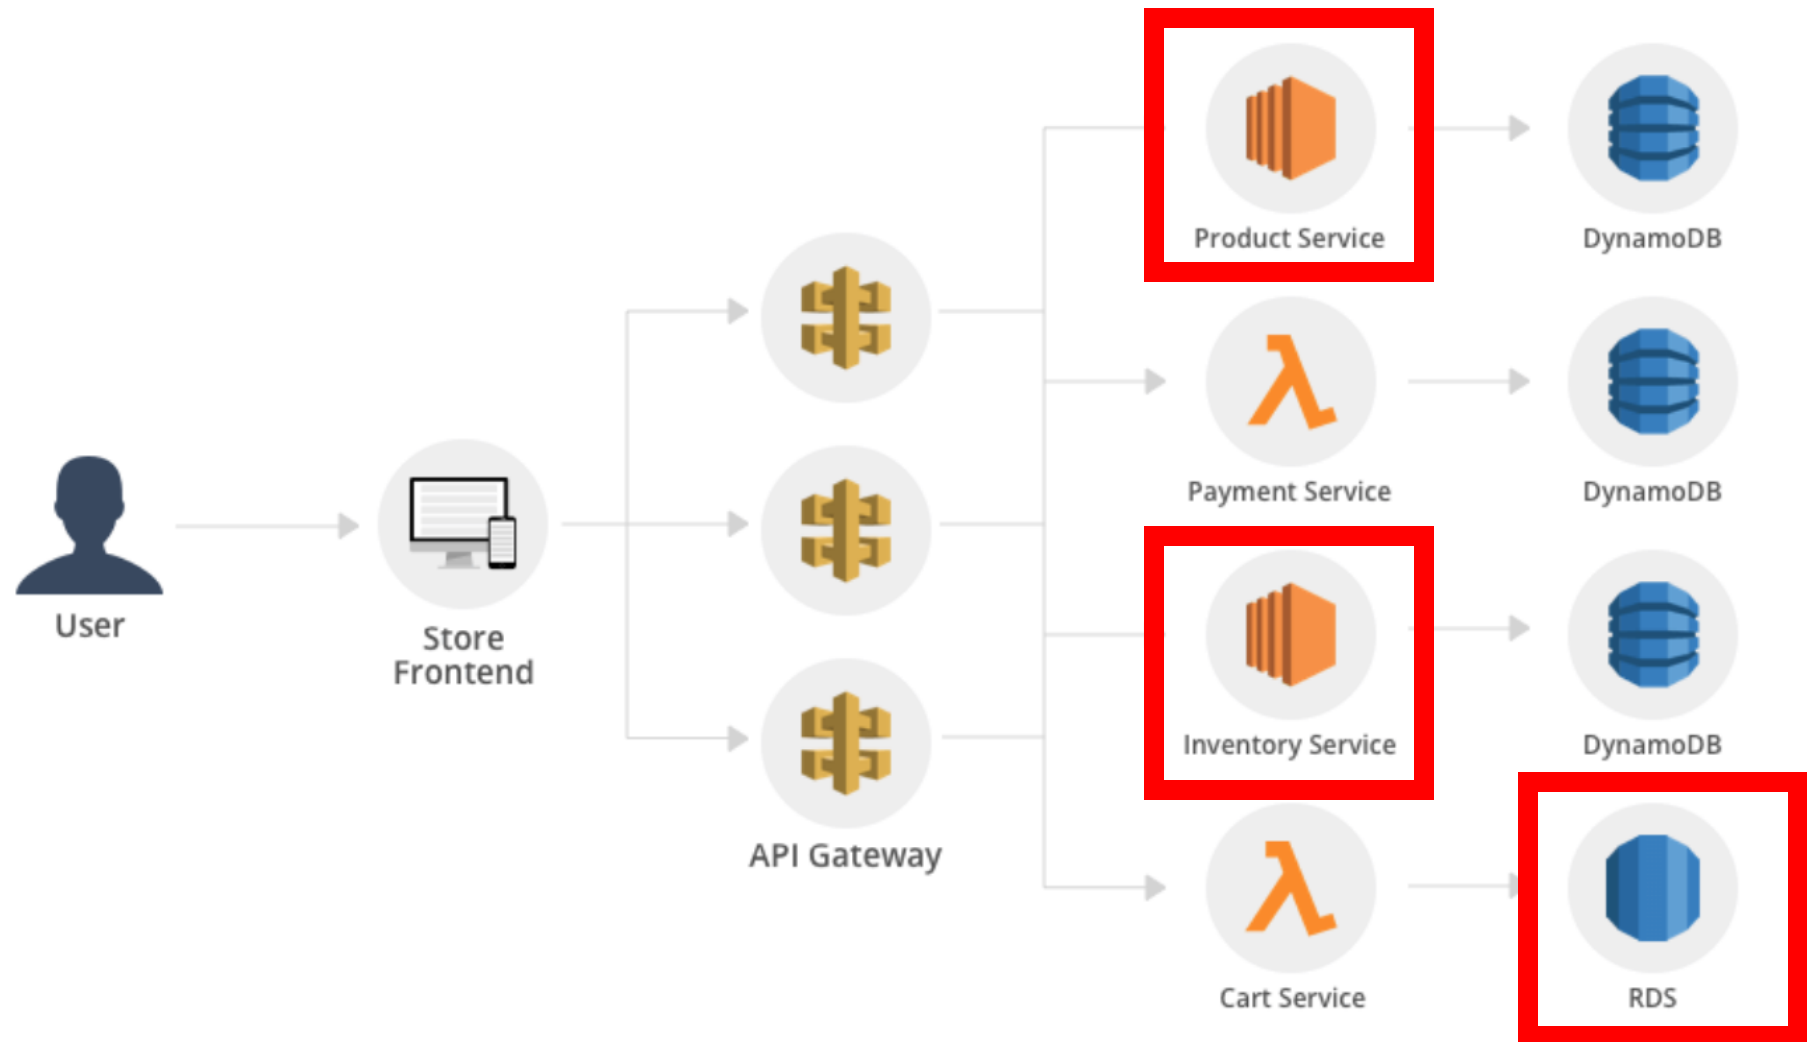 Product Service
DynamoDB
Payment Service
DynamoDB
User
Store
Frontend
Inventory Service
DynamoDB
API Gateway
Cart Service
RDS